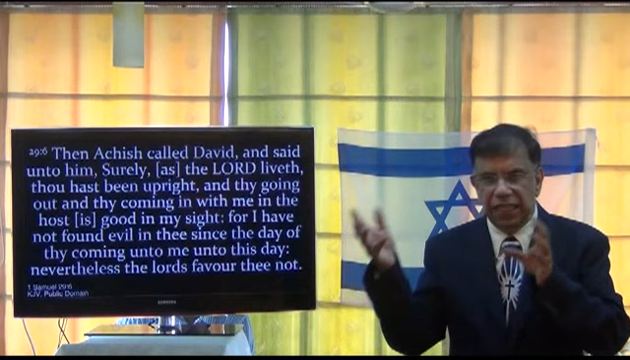 29:6 Then Achish called David, and said
unto him, Surely, [as] the LORD liveth,
thou hast been upright, and thy going
out and thy coming in with me in the
host [is] good in my sight: for I have
not found evil in thee since the day of
thy coming unto me unto this day:
nevertheless the lords favour thee not.
1 Samuel 29:6
KJV, Public Domain
SAMSUNG